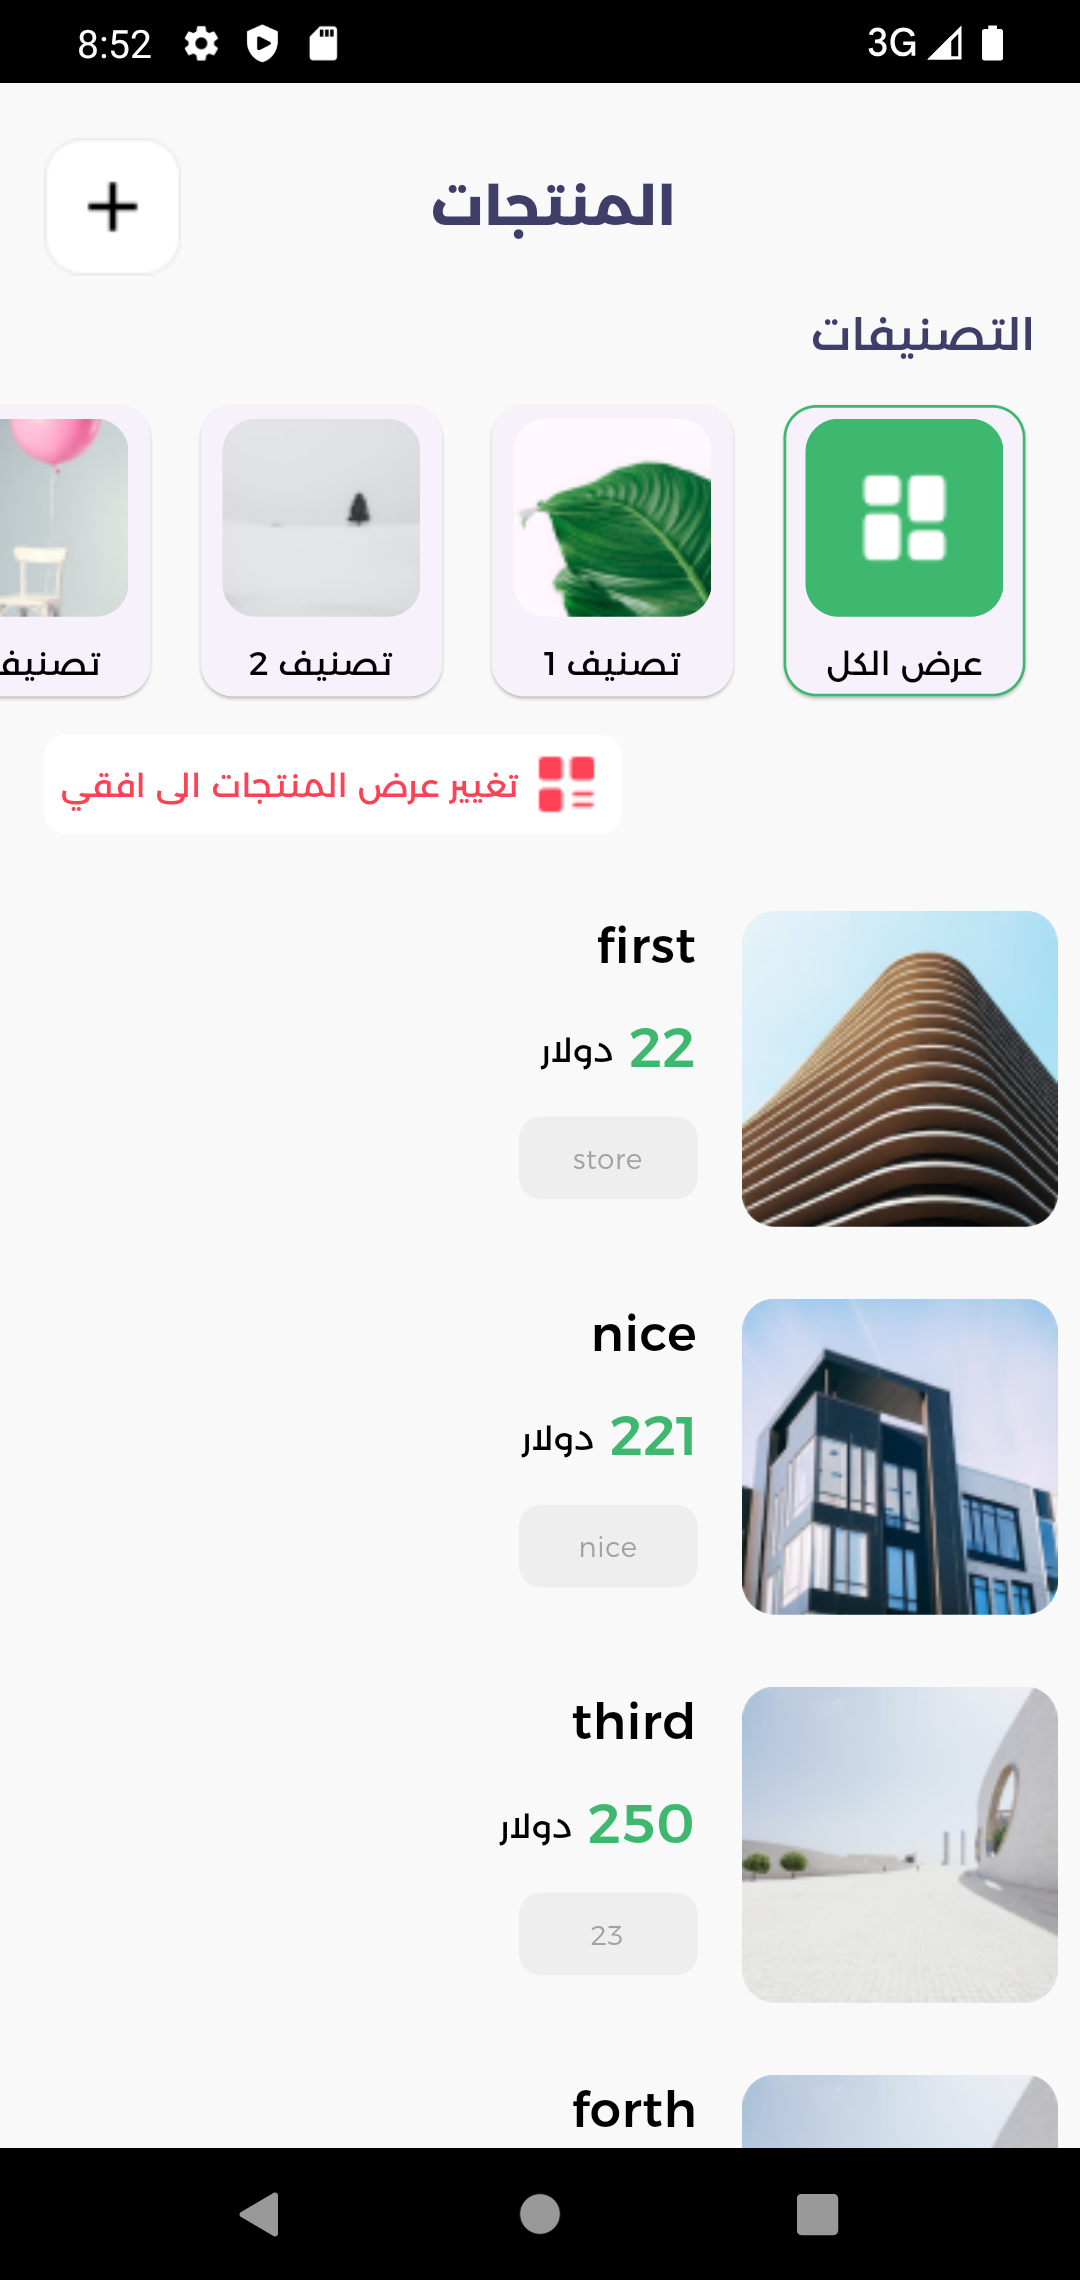 8:52 3G
المنتجات
التصنيفات
عرض الكل
تصنيف 1
تصنيف 2
تصنيف
تغيير عرض المنتجات الى افقي
first
22 دولار
store
nice
221 دولار
nice
third
250 دولار
23
forth